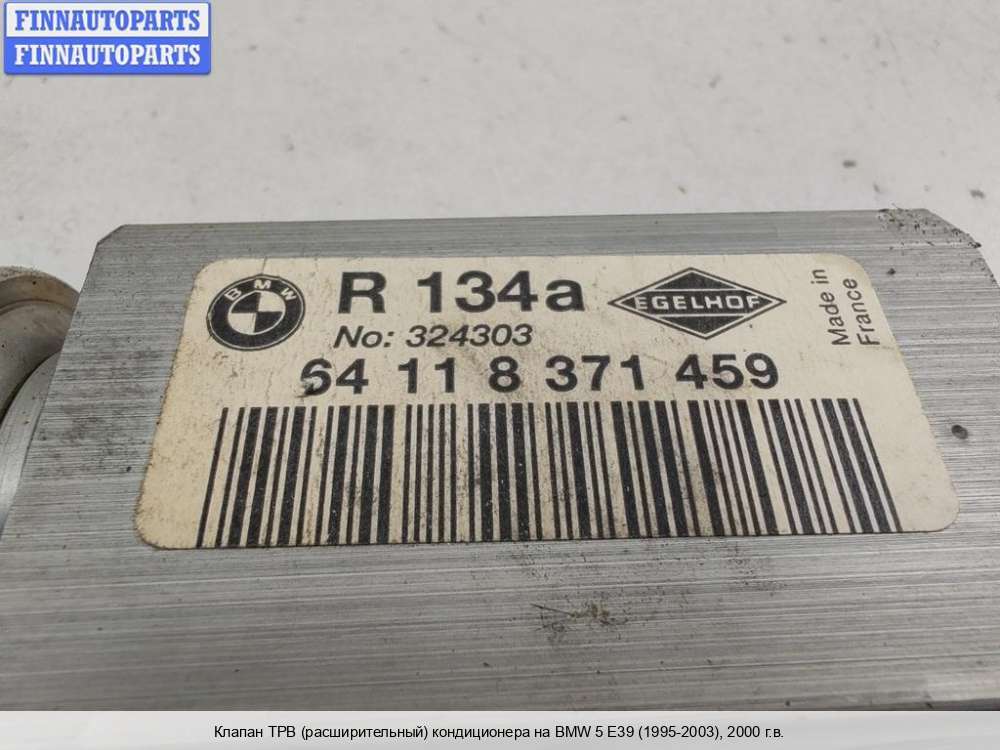 FINNAUTOPARTS
FINNAUTOPARTS
BMW
R 134a
EGELHOF
Made in
France
No: 324303
64 11 8 371 459
Клапан ТРВ (расширительный) кондиционера на BMW 5 E39 (1995-2003), 2000 г.в.